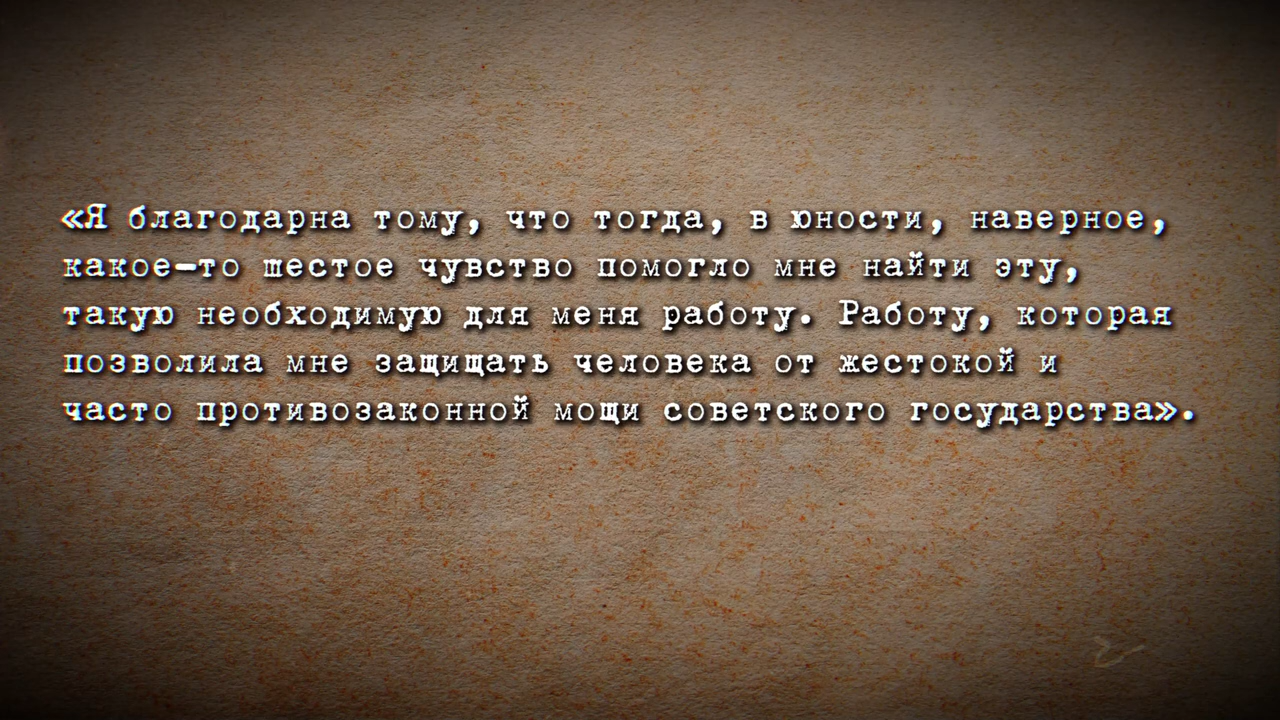 «Я благодарна тому, что тогда, в юности, наверное,
какое-то шестое чувство помогло мне найти эту,
такую необходимую для меня работу. Работу, которая
позволила мне защищать человека от жестокой и
часто противозаконной мощи советского государства».